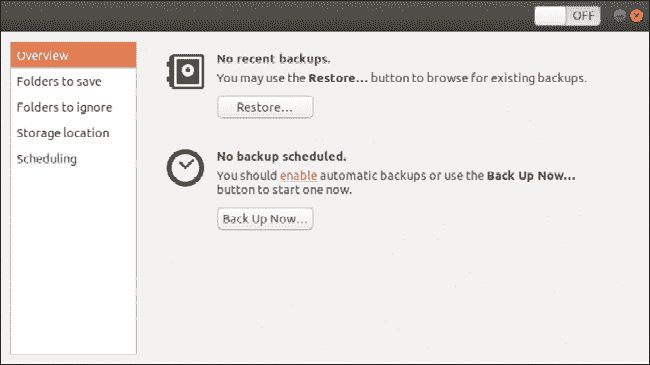 OFF
Overview
Folders to save
Folders to ignore
Storage location
Scheduling
No recent backups.
You may use the Restore... button to browse for existing backups.
Restore...
No backup scheduled.
You should enable automatic backups or use the Back Up Now...
button to start one now.
Back Up Now...